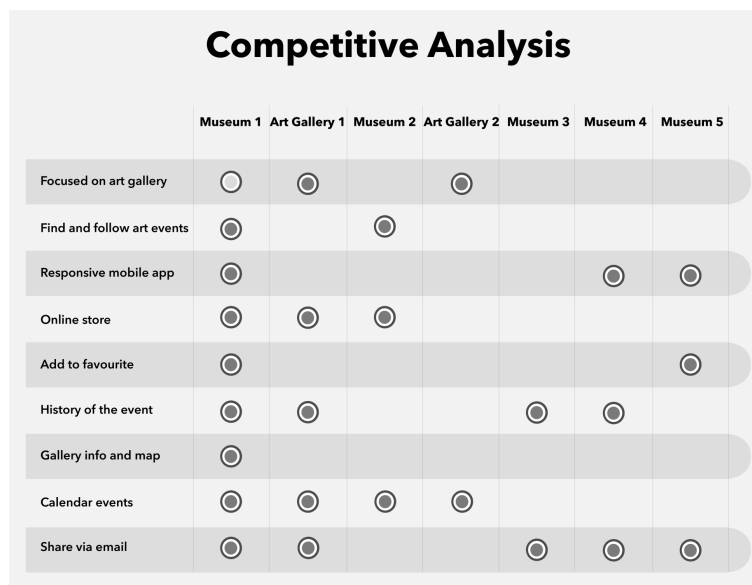 Competitive Analysis
Museum 1 Art Gallery 1 Museum 2 Art Gallery 2 Museum 3 Museum 4 Museum 5
Focused on art gallery
Find and follow art events
Responsive mobile app
Online store
Add to favourite
History of the event
Gallery info and map
Calendar events
Share via email